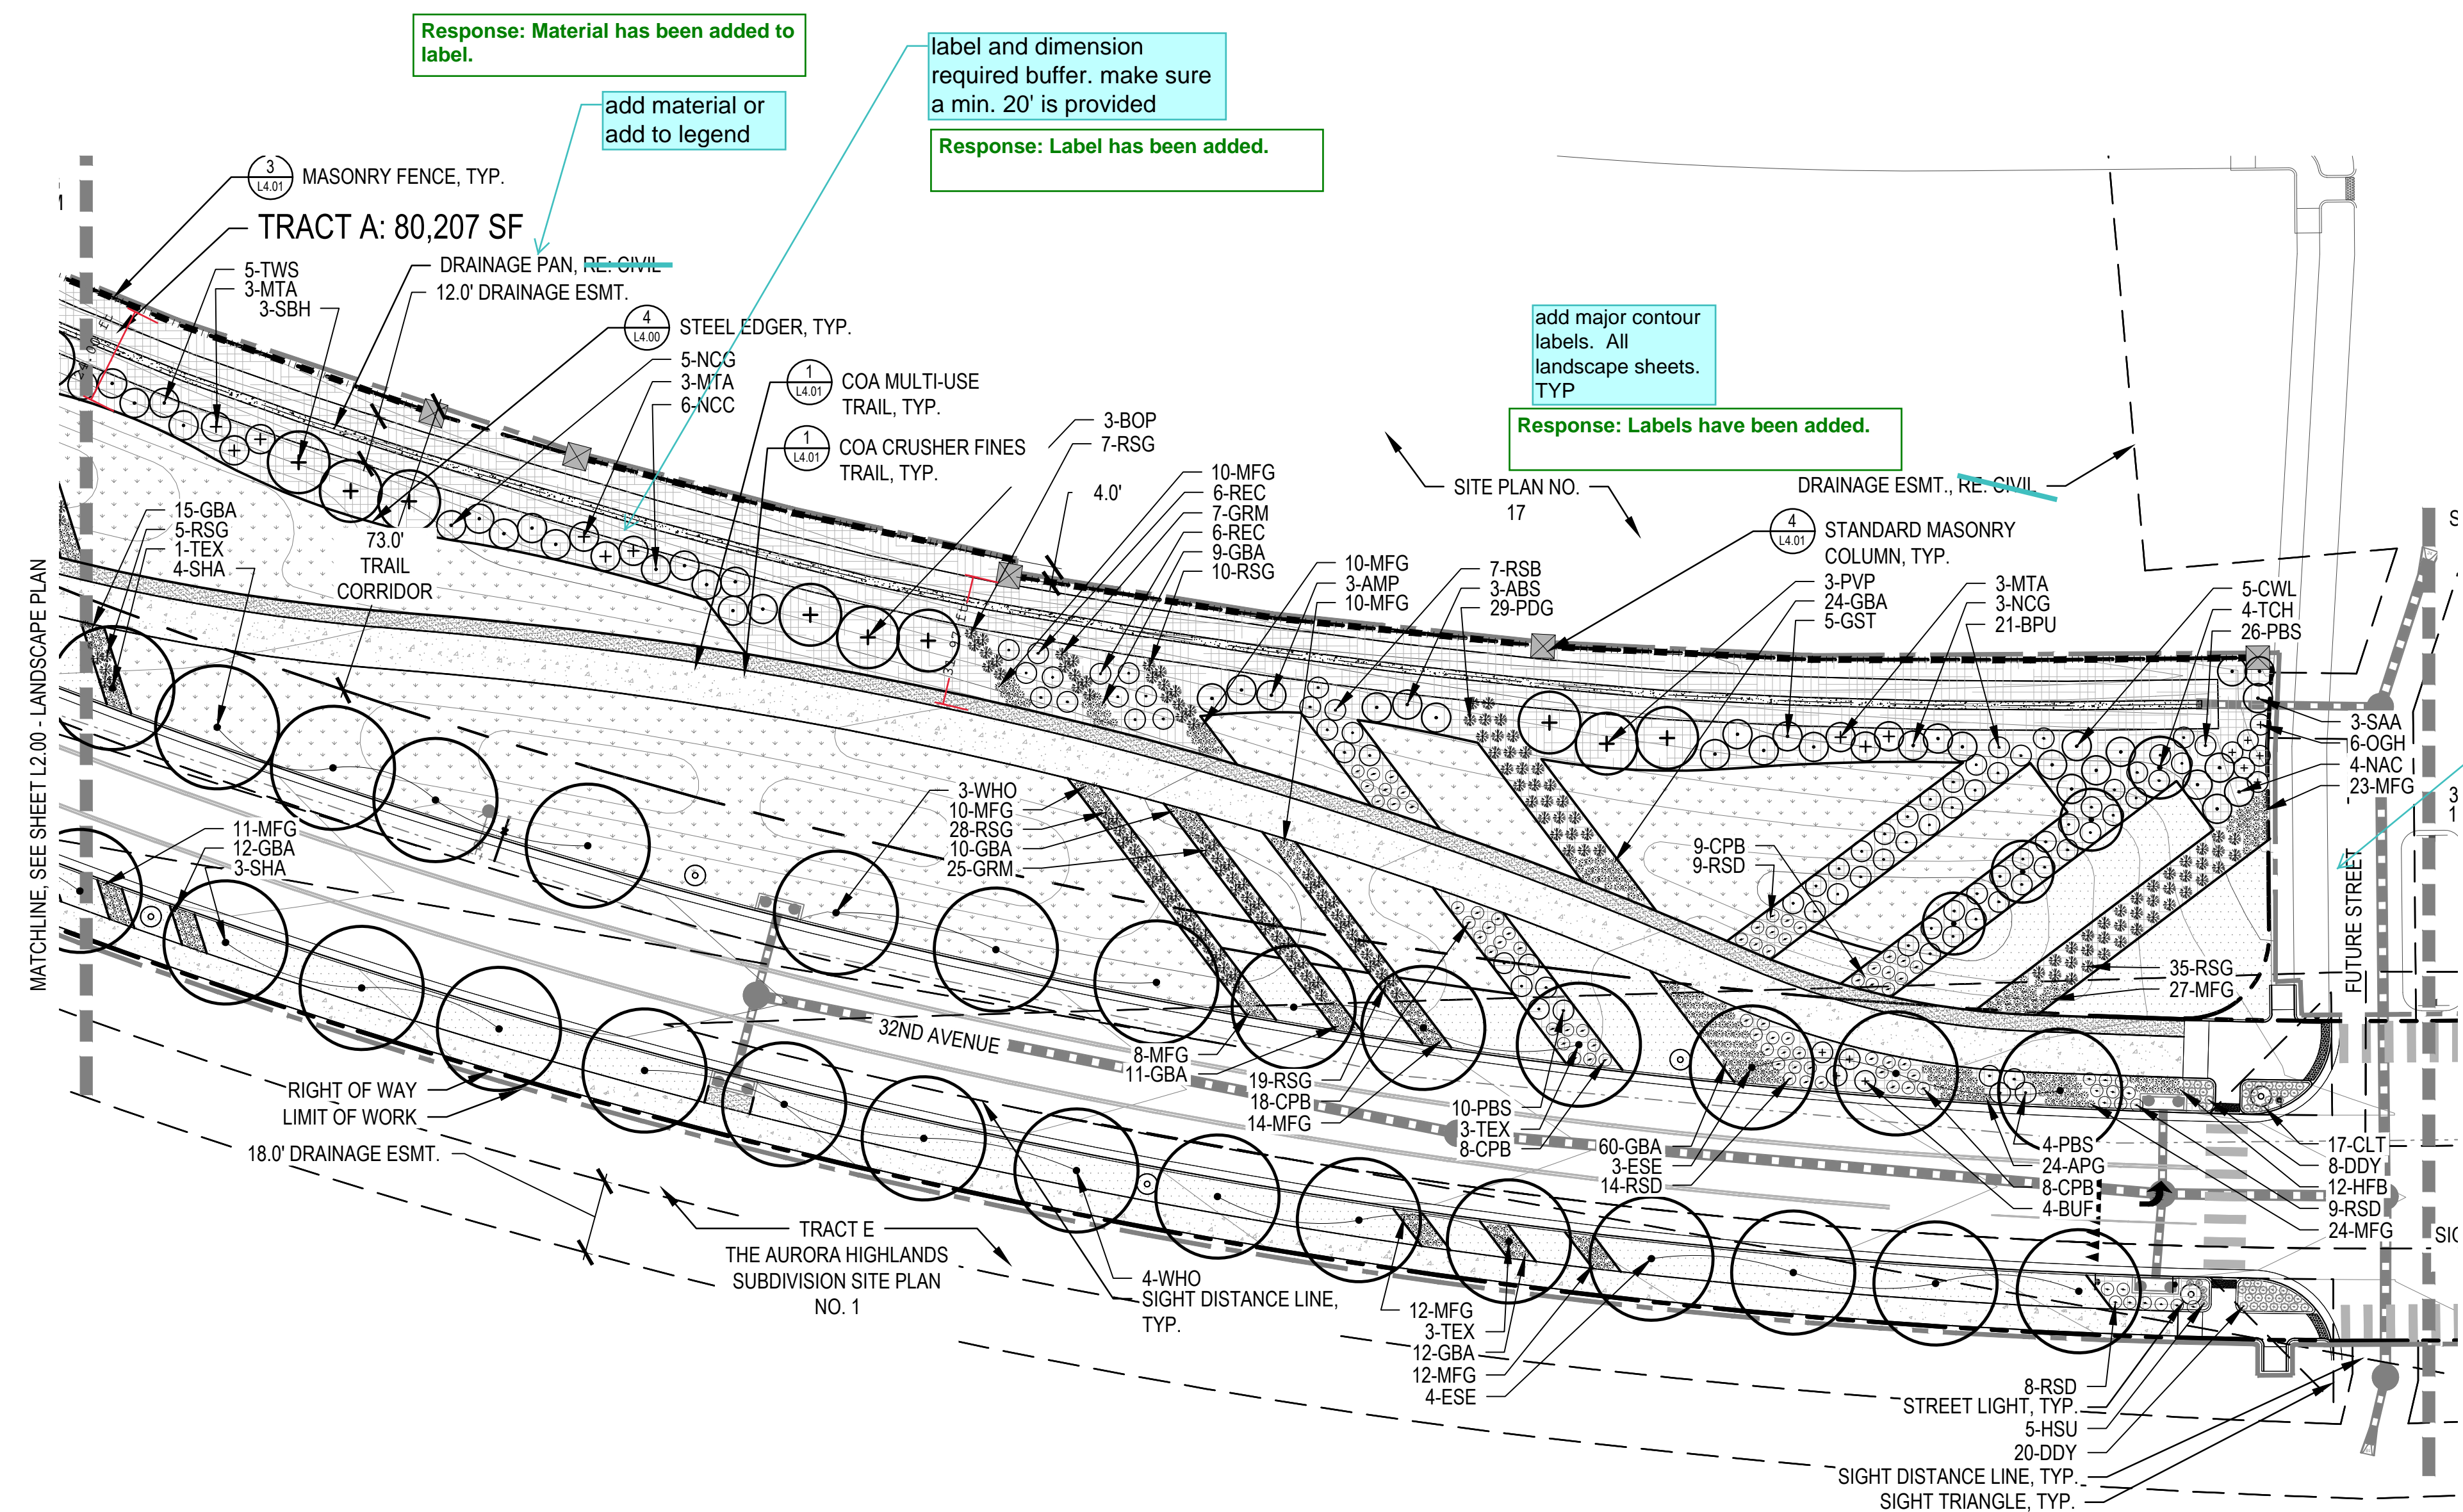 Response: Material has been added to
label.
add material or
add to legend
label and dimension
required buffer. make sure
a min. 20' is provided
Response: Label has been added.
3
L4.01
MASONRY FENCE, TYP.
TRACT A: 80,207 SF
DRAINAGE PAN, RE: CIVIL
12.0' DRAINAGE ESMT.
5-TWS
3-MTA
3-SBH
4
L4.00
STEEL EDGER, TYP.
5-NCG
3-MTA
6-NCC
1
L4.01
COA MULTI-USE
TRAIL, TYP.
1
L4.01
COA CRUSHER FINES
TRAIL, TYP.
3-BOP
7-RSG
4.0'
10-MFG
6-REC
7-GRM
6-REC
9-GBA
10-RSG
add major contour
labels. All
landscape sheets.
TYP
Response: Labels have been added.
SITE PLAN NO.
17
DRAINAGE ESMT., RE: CIVIL
4
L4.01
STANDARD MASONRY
COLUMN, TYP.
10-MFG
3-AMP
10-MFG
7-RSB
3-ABS
29-PDG
3-PVP
24-GBA
5-GST
3-MTA
3-NCG
21-BPU
5-CWL
4-TCH
26-PBS
15-GBA
5-RSG
1-TEX
4-SHA
73.0'
TRAIL
CORRIDOR
MATCHLINE, SEE SHEET L2.00 - LANDSCAPE PLAN
3-SAA
6-OGH
4-NAC
23-MFG
11-MFG
12-GBA
3-SHA
3-WHO
10-MFG
28-RSG
10-GBA
25-GRM
9-CPB
9-RSD
FUTURE STREET
35-RSG
27-MFG
32ND AVENUE
8-MFG
11-GBA
19-RSG
18-CPB
14-MFG
10-PBS
3-TEX
8-CPB
60-GBA
3-ESE
14-RSD
4-PBS
24-APG
8-CPB
4-BUF
17-CLT
8-DDY
12-HFB
9-RSD
24-MFG
RIGHT OF WAY
LIMIT OF WORK
18.0' DRAINAGE ESMT.
TRACT E
THE AURORA HIGHLANDS
SUBDIVISION SITE PLAN
NO. 1
4-WHO
SIGHT DISTANCE LINE,
TYP.
12-MFG
3-TEX
12-GBA
12-MFG
4-ESE
8-RSD
STREET LIGHT, TYP.
5-HSU
20-DDY
SIGHT DISTANCE LINE, TYP.
SIGHT TRIANGLE, TYP.